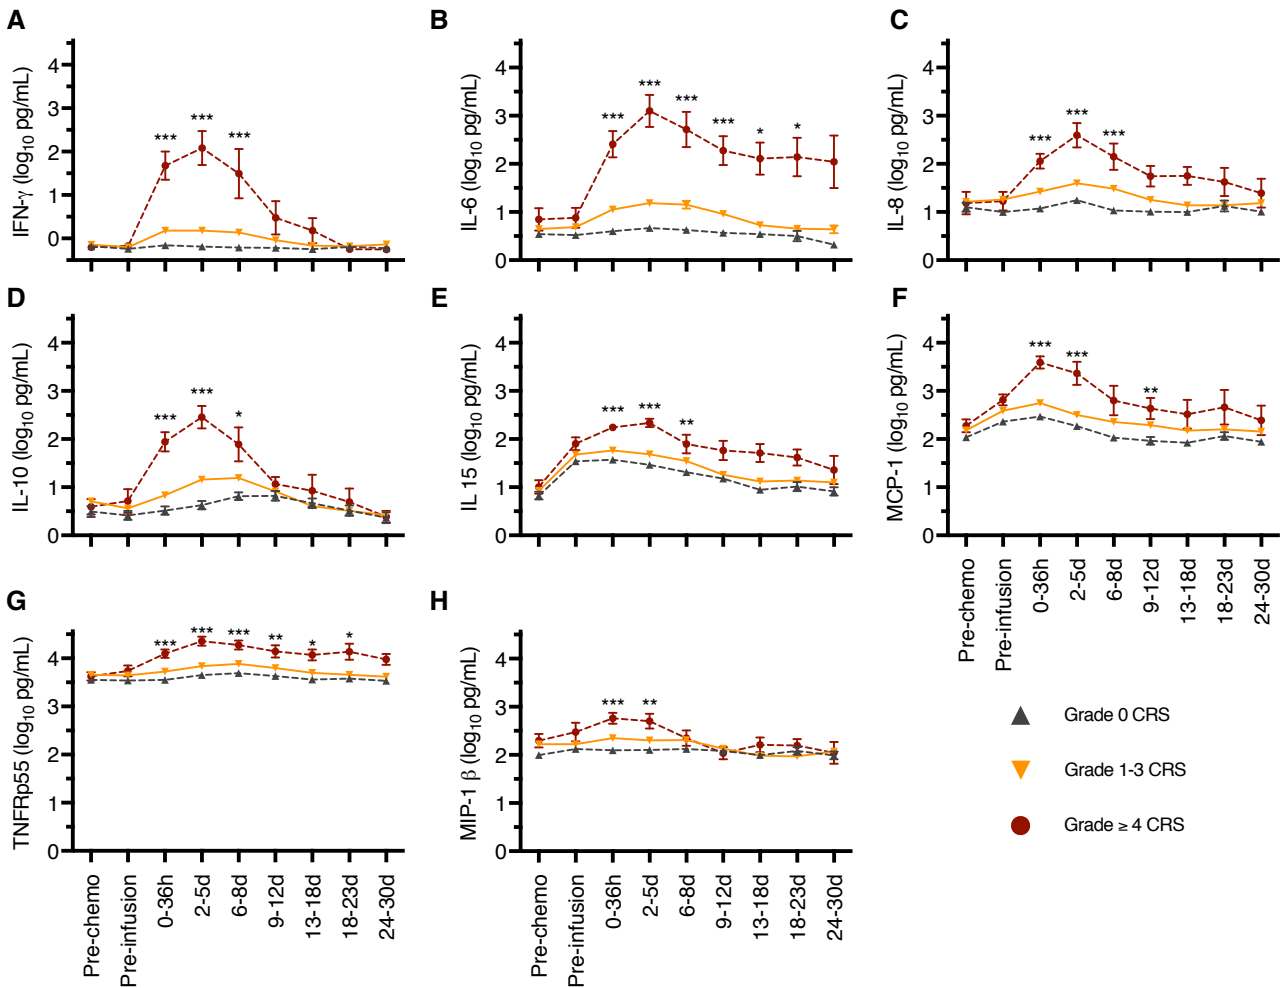 A
IFN-γ (log10 pg/mL)
4
3
2
1
0
***
***
***
B
IL-6 (log10 pg/mL)
4
3
2
1
0
***
***
***
***
*
*
C
IL-8 (log10 pg/mL)
4
3
2
1
0
***
***
***
D
IL-10 (log10 pg/mL)
4
3
2
1
0
***
***
*
E
IL 15 (log10 pg/mL)
4
3
2
1
0
***
***
**
F
MCP-1 (log10 pg/mL)
4
3
2
1
0
***
***
**
Pre-chemo
Pre-infusion
0-36h
2-5d
6-8d
9-12d
13-18d
18-23d
24-30d
G
TNFRp55 (log10 pg/mL)
4
3
2
1
0
***
***
***
**
*
*
Pre-chemo
Pre-infusion
0-36h
2-5d
6-8d
9-12d
13-18d
18-23d
24-30d
H
MIP-1 β (log10 pg/mL)
4
3
2
1
0
***
**
Pre-chemo
Pre-infusion
0-36h
2-5d
6-8d
9-12d
13-18d
18-23d
24-30d
Grade 0 CRS
Grade 1-3 CRS
Grade ≥ 4 CRS